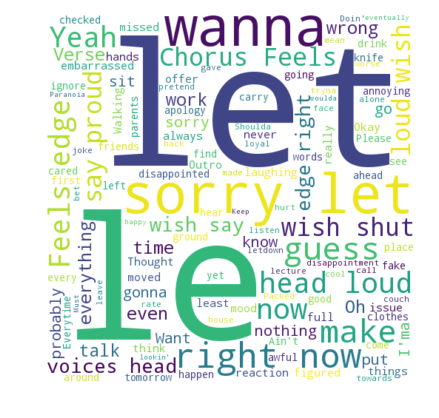 checked
missed
wanna
wrong
Doin'
eventually
mean
Yeah
Verse
Chorus Feels
hands
drink
knife
worse
embarrassed
sit
offer
gave
annoying
ignore
Paranoia
Walking
parents
work
pretend
tryna
shoulda
go
loud wish
apology
carry
going
alone
say proud
sorry
always
Shoulda
never
loyal
face
Okay
Please
joke
friends
find
really
edge right
see
cared
Outro
back
words
first
left
disappointed
made
laughing
ahead
Feels edge
let
bet
sorry let
hurt
happy
hear
Keep
listen
wish say
ground
letdown
wish shut
place
every
yet
disappointment
fake
everything
time
Thought
know
lecture
cool
call
guess
Everytime
Must
leave
moved
rate
gonna
mood
house
packed
couch
head loud
le
even
least
good
now
Oh
full
issue
clothes
I'ma
probably
talk
Want
think
nothing
Ain't
awful
make
come
lookin'
right now
put
voices head
things
around
tomorrow
happen
reaction
figured
towards